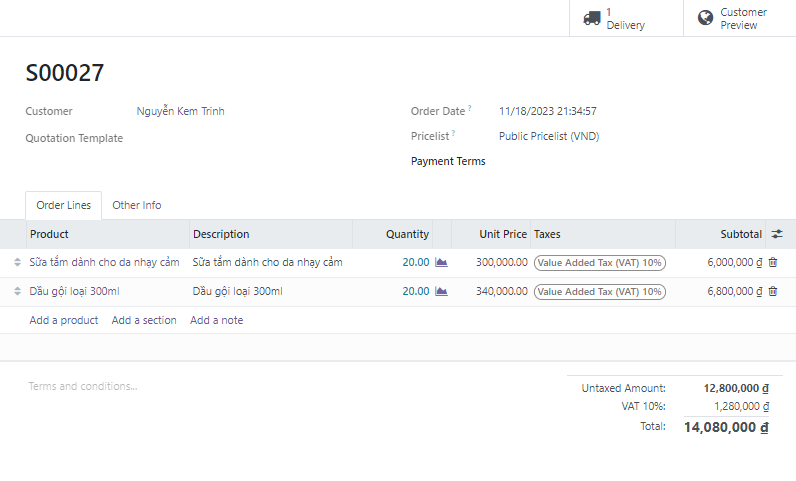 1
Delivery
Customer
Preview
S00027
Customer Nguyễn Kem Trinh
Order Date ? 11/18/2023 21:34:57
Quotation Template
Pricelist ? Public Pricelist (VND)
Payment Terms
Order Lines Other Info
Product Description Quantity Unit Price Taxes Subtotal
Sữa tắm dành cho da nhạy cảm Sữa tắm dành cho da nhạy cảm 20.00 300,000.00 Value Added Tax (VAT) 10% 6,000,000 ₫
Dầu gội loại 300ml Dầu gội loại 300ml 20.00 340,000.00 Value Added Tax (VAT) 10% 6,800,000 ₫
Add a product Add a section Add a note
Terms and conditions...
Untaxed Amount: 12,800,000 ₫
VAT 10%: 1,280,000 ₫
Total: 14,080,000 ₫